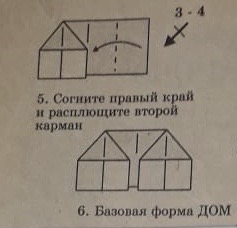 3 - 4
5. Согните правый край
и расплющите второй
карман
6. Базовая форма ДОМ